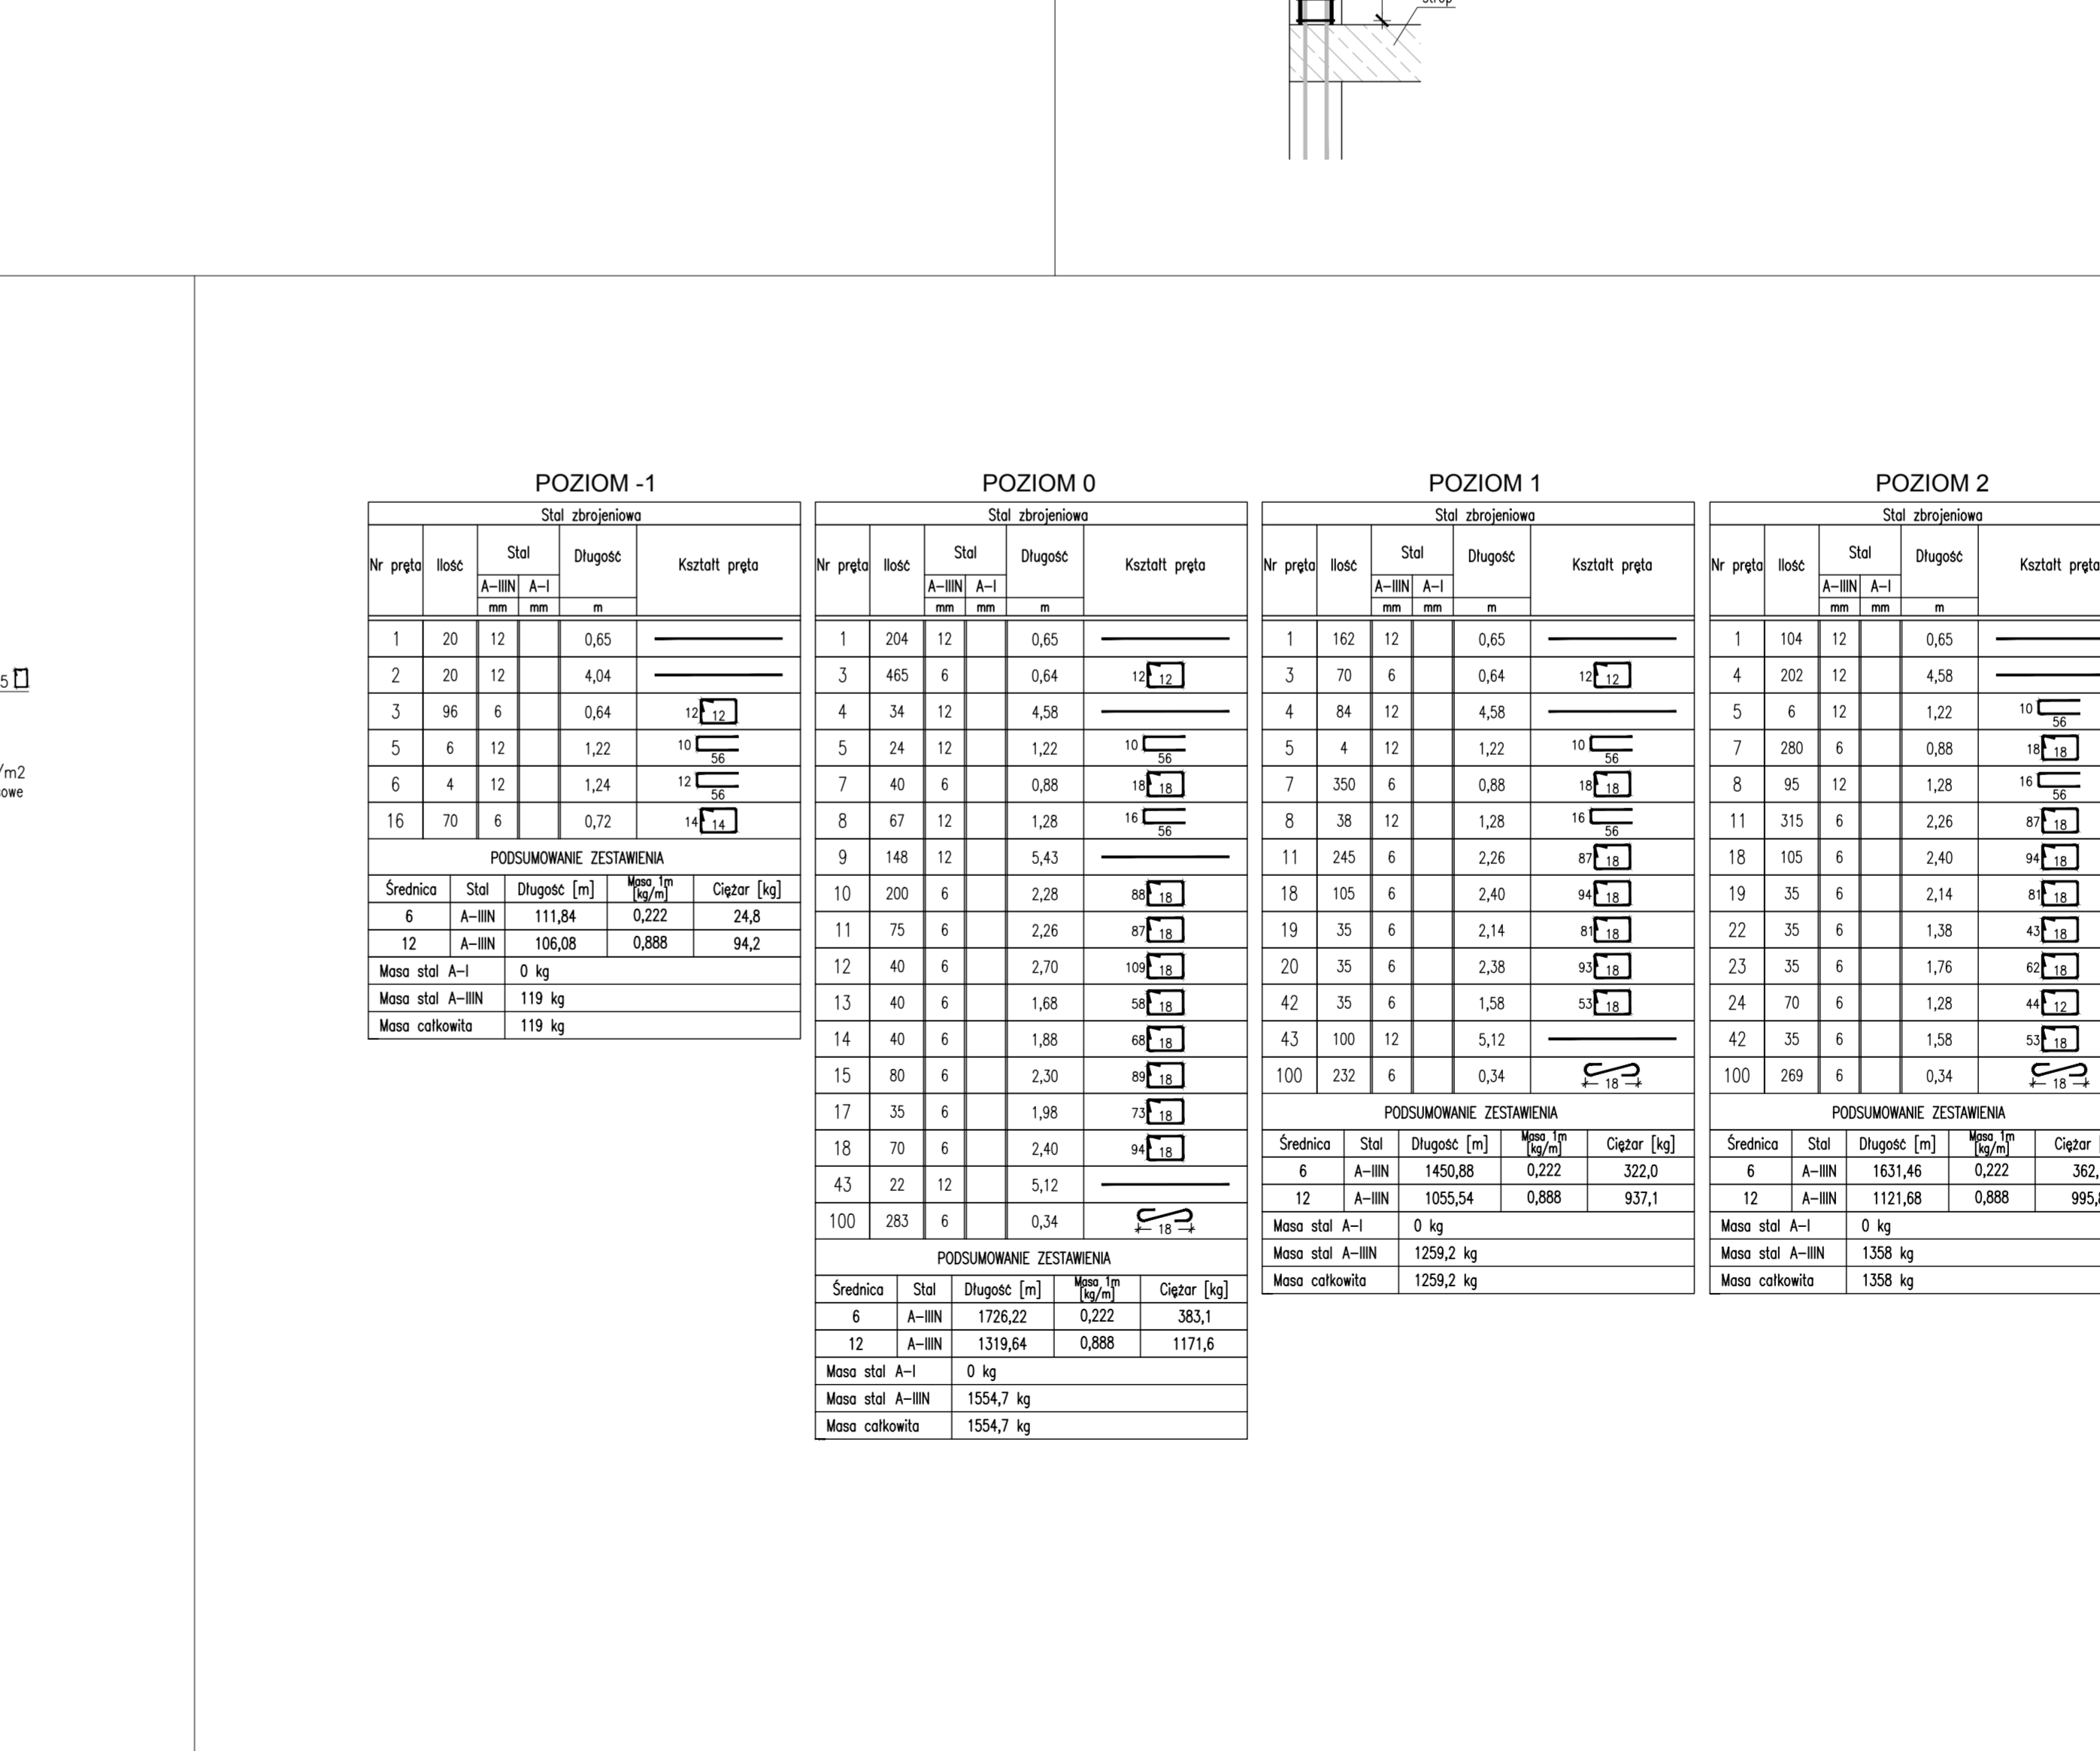 strop
5
/m2
owe
POZIOM -1
Stal zbrojeniowa
Nr pręta Ilość Stal Długość Kształt pręta
A-IIIN A-I
mm mm m
1 20 12 0,65
2 20 12 4,04
3 96 6 0,64 12 12
5 6 12 1,22 10 56
6 4 12 1,24 12 56
16 70 6 0,72 14 14
PODSUMOWANIE ZESTAWIENIA
Średnica Stal Długość [m] Masa 1m [kg/m] Ciężar [kg]
6 A-IIIN 111,84 0,222 24,8
12 A-IIIN 106,08 0,888 94,2
Masa stal A-I 0 kg
Masa stal A-IIIN 119 kg
Masa całkowita 119 kg
POZIOM 0
Stal zbrojeniowa
Nr pręta Ilość Stal Długość Kształt pręta
A-IIIN A-I
mm mm m
1 204 12 0,65
3 465 6 0,64 12 12
4 34 12 4,58
5 24 12 1,22 10 56
7 40 6 0,88 18 18
8 67 12 1,28 16 56
9 148 12 5,43
10 200 6 2,28 88 18
11 75 6 2,26 87 18
12 40 6 2,70 109 18
13 40 6 1,68 58 18
14 40 6 1,88 68 18
15 80 6 2,30 89 18
17 35 6 1,98 73 18
18 70 6 2,40 94 18
43 22 12 5,12
100 283 6 0,34 18
PODSUMOWANIE ZESTAWIENIA
Średnica Stal Długość [m] Masa 1m [kg/m] Ciężar [kg]
6 A-IIIN 1726,22 0,222 383,1
12 A-IIIN 1319,64 0,888 1171,6
Masa stal A-I 0 kg
Masa stal A-IIIN 1554,7 kg
Masa całkowita 1554,7 kg
POZIOM 1
Stal zbrojeniowa
Nr pręta Ilość Stal Długość Kształt pręta
A-IIIN A-I
mm mm m
1 162 12 0,65
3 70 6 0,64 12 12
4 84 12 4,58
5 4 12 1,22 10 56
7 350 6 0,88 18 18
8 38 12 1,28 16 56
11 245 6 2,26 87 18
18 105 6 2,40 94 18
19 35 6 2,14 81 18
20 35 6 2,38 93 18
42 35 6 1,58 53 18
43 100 12 5,12
100 232 6 0,34 18
PODSUMOWANIE ZESTAWIENIA
Średnica Stal Długość [m] Masa 1m [kg/m] Ciężar [kg]
6 A-IIIN 1450,88 0,222 322,0
12 A-IIIN 1055,54 0,888 937,1
Masa stal A-I 0 kg
Masa stal A-IIIN 1259,2 kg
Masa całkowita 1259,2 kg
POZIOM 2
Stal zbrojeniowa
Nr pręta Ilość Stal Długość Kształt pręta
A-IIIN A-I
mm mm m
1 104 12 0,65
4 202 12 4,58
5 6 12 1,22 10 56
7 280 6 0,88 18 18
8 95 12 1,28 16 56
11 315 6 2,26 87 18
18 105 6 2,40 94 18
19 35 6 2,14 81 18
22 35 6 1,38 43 18
23 35 6 1,76 62 18
24 70 6 1,28 44 12
42 35 6 1,58 53 18
100 269 6 0,34 18
PODSUMOWANIE ZESTAWIENIA
Średnica Stal Długość [m] Masa 1m [kg/m] Ciężar
6 A-IIIN 1631,46 0,222 362,
12 A-IIIN 1121,68 0,888 995,
Masa stal A-I 0 kg
Masa stal A-IIIN 1358 kg
Masa całkowita 1358 kg